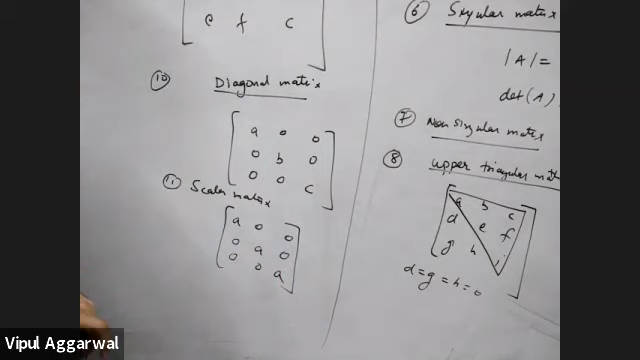 e f c
⑩ Diagonal matrix
a 0 0
0 b 0
0 0 c
⑪ Scalar matrix
a 0 0
0 a 0
0 0 a
⑥ Singular matrix
|A| =
det(A)
⑦ Non singular matrix
⑧ upper triangular mat
a b c
d e f
g h i
d = g = h = 0
Vipul Aggarwal